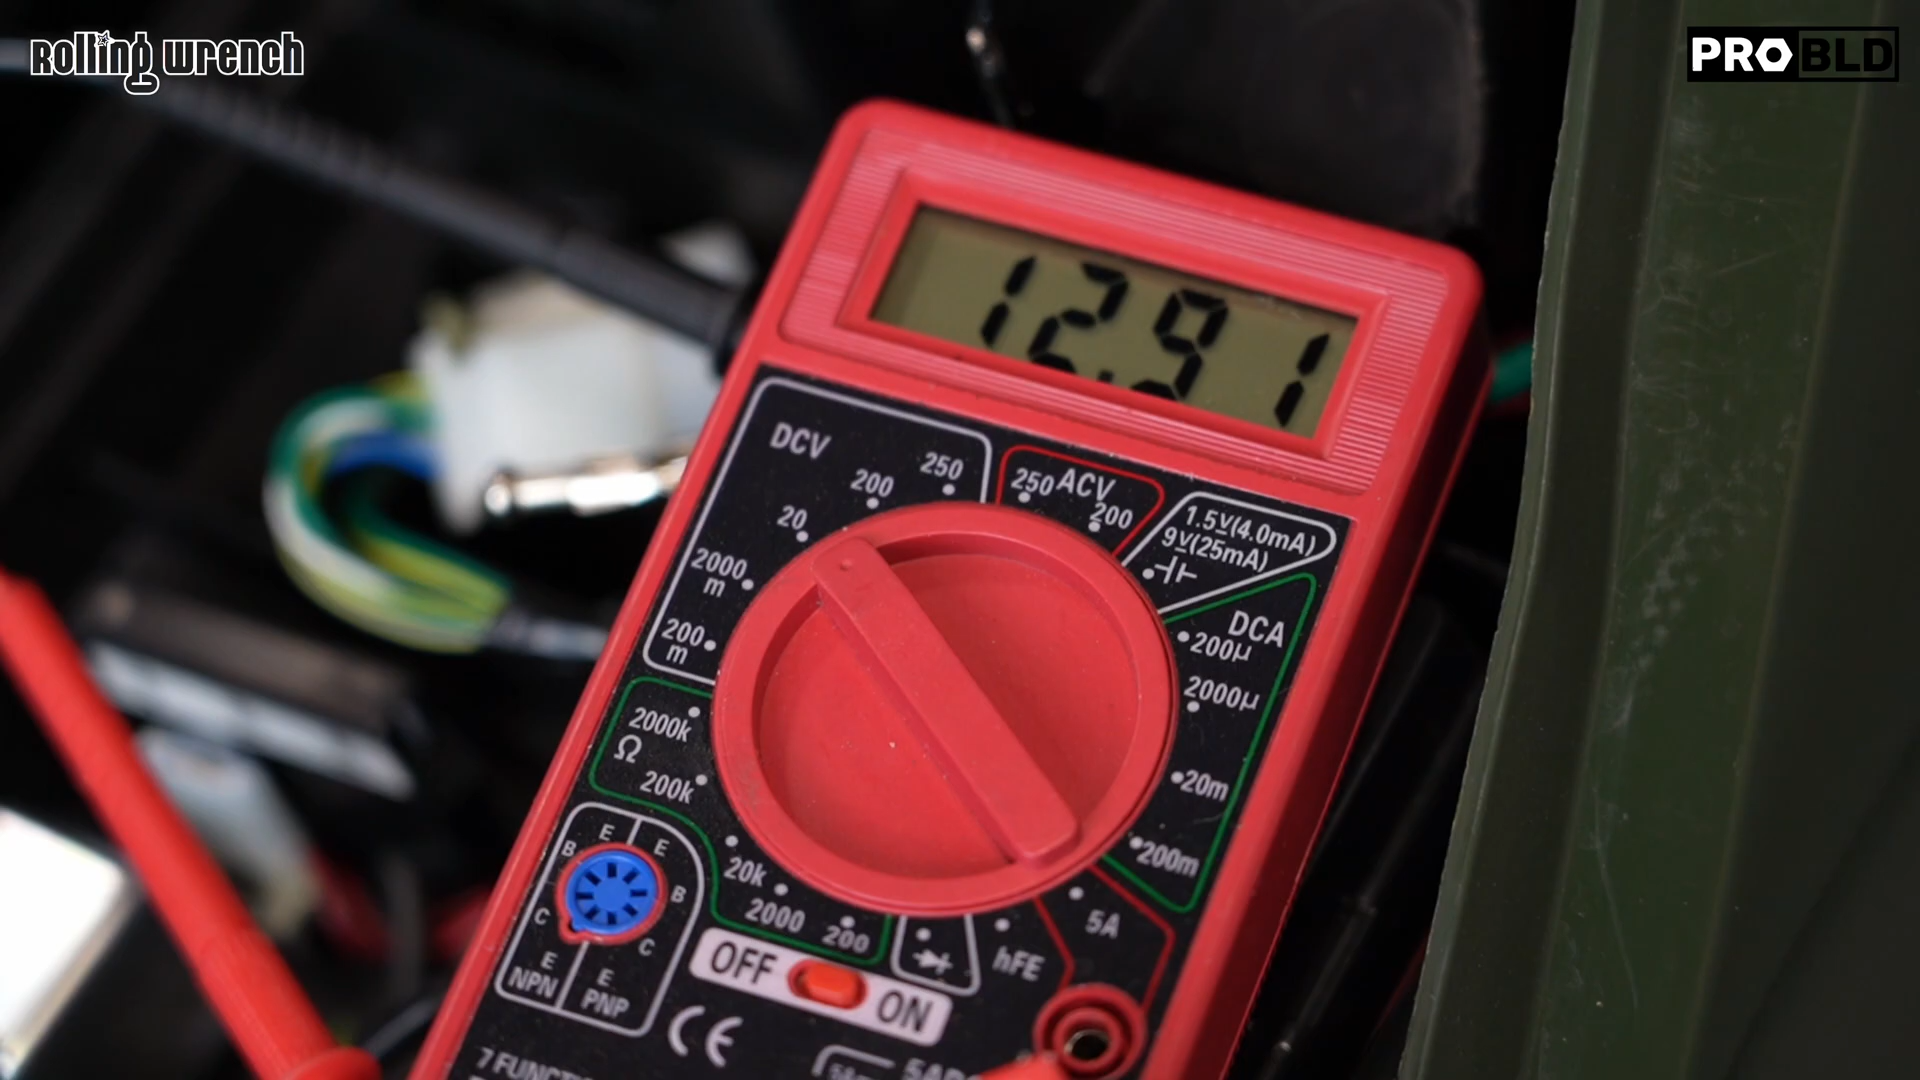 Rolling Wrench
PRO BLD
12.91
DCV
250
200
20
2000
m
200
m
250 ACV
200
1.5V(4.0mA)
9V(25mA)
DCA
200µ
2000µ
20m
200m
5A
hFE
2000k
Ω
200k
20k
2000
200
E
E
B
B
C
C
E
E
NPN
PNP
OFF
ON
CE
7 FUNCTI